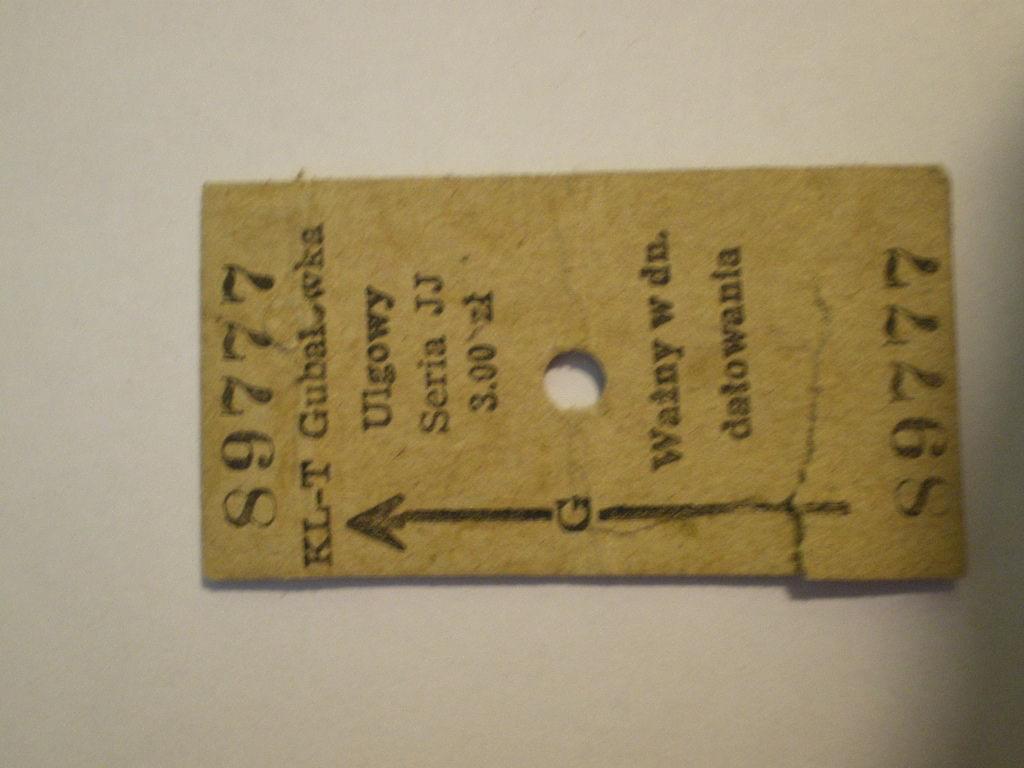 89777
KL-T Gubałówka
Ulgowy
Seria JJ
3.00 zł
G
Ważny w dn.
datowania
89777